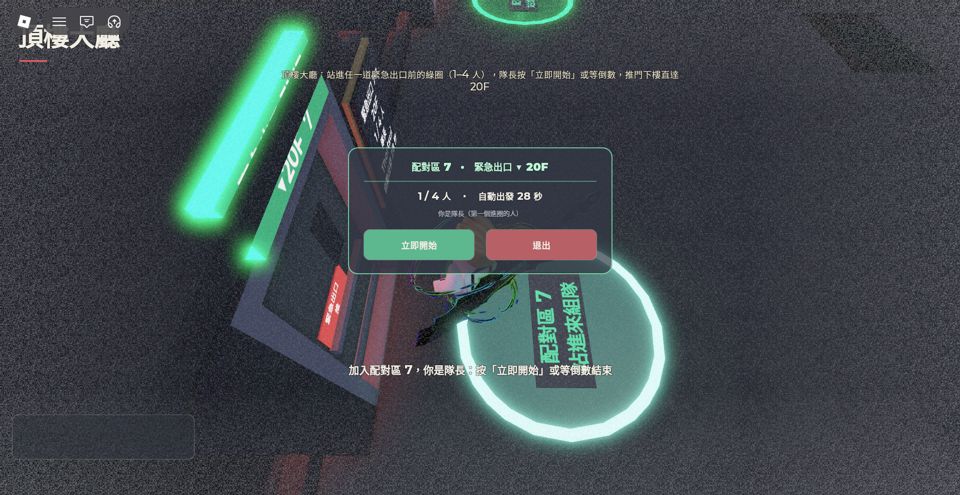 頂樓大廳
頂樓大廳：站進任一道緊急出口前的綠圈（1–4 人），隊長按「立即開始」或等倒數，推門下樓直達
20F
▼20F 7
配對區 7 • 緊急出口 ▼ 20F
1 / 4 人 • 自動出發 28 秒
你是隊長（第一個進圈的人）
立即開始
退出
緊急出口
配對區 7
站進來組隊
加入配對區 7，你是隊長：按「立即開始」或等倒數結束